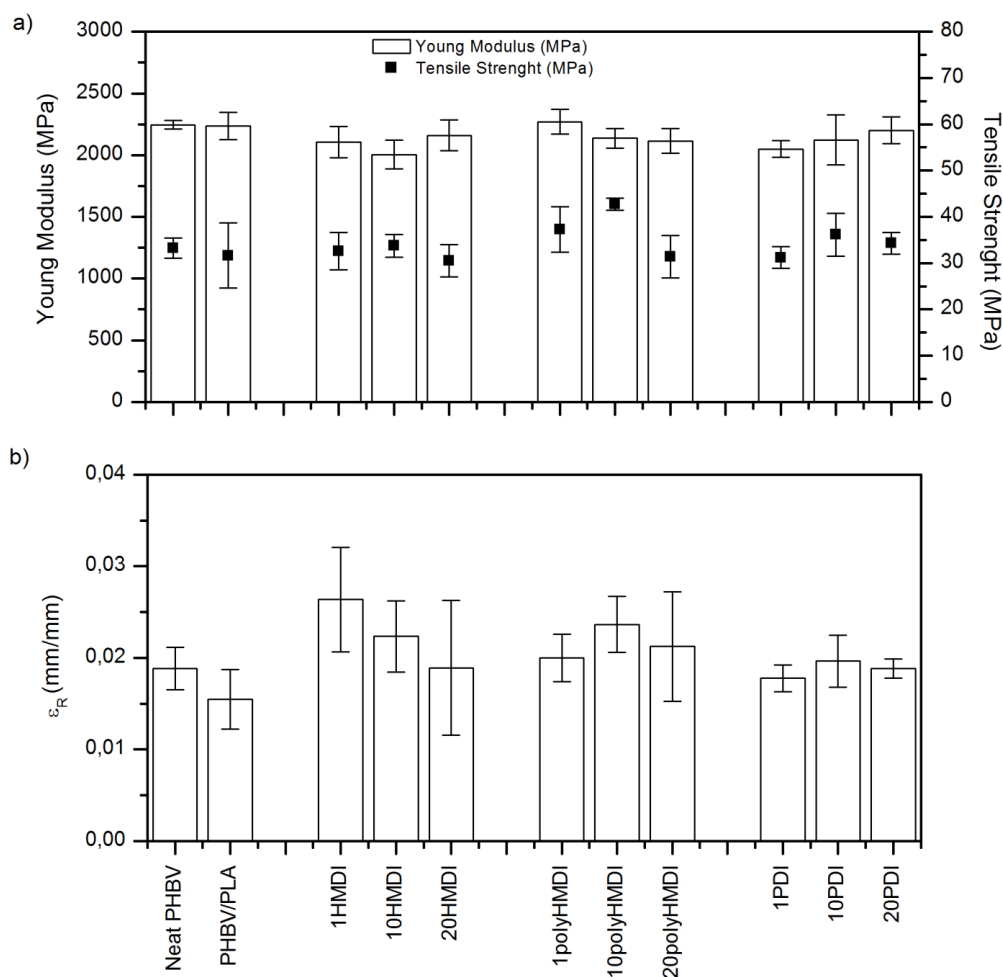 a)
Young Modulus (MPa)
Tensile Strenght (MPa)
3000
2500
2000
1500
1000
500
0
Young Modulus (MPa)
80
70
60
50
40
30
20
10
0
Tensile Strenght (MPa)
b)
0,04
0,03
0,02
0,01
0,00
εR (mm/mm)
Neat PHBV
PHBV/PLA
1HMDI
10HMDI
20HMDI
1polyHMDI
10polyHMDI
20polyHMDI
1PDI
10PDI
20PDI